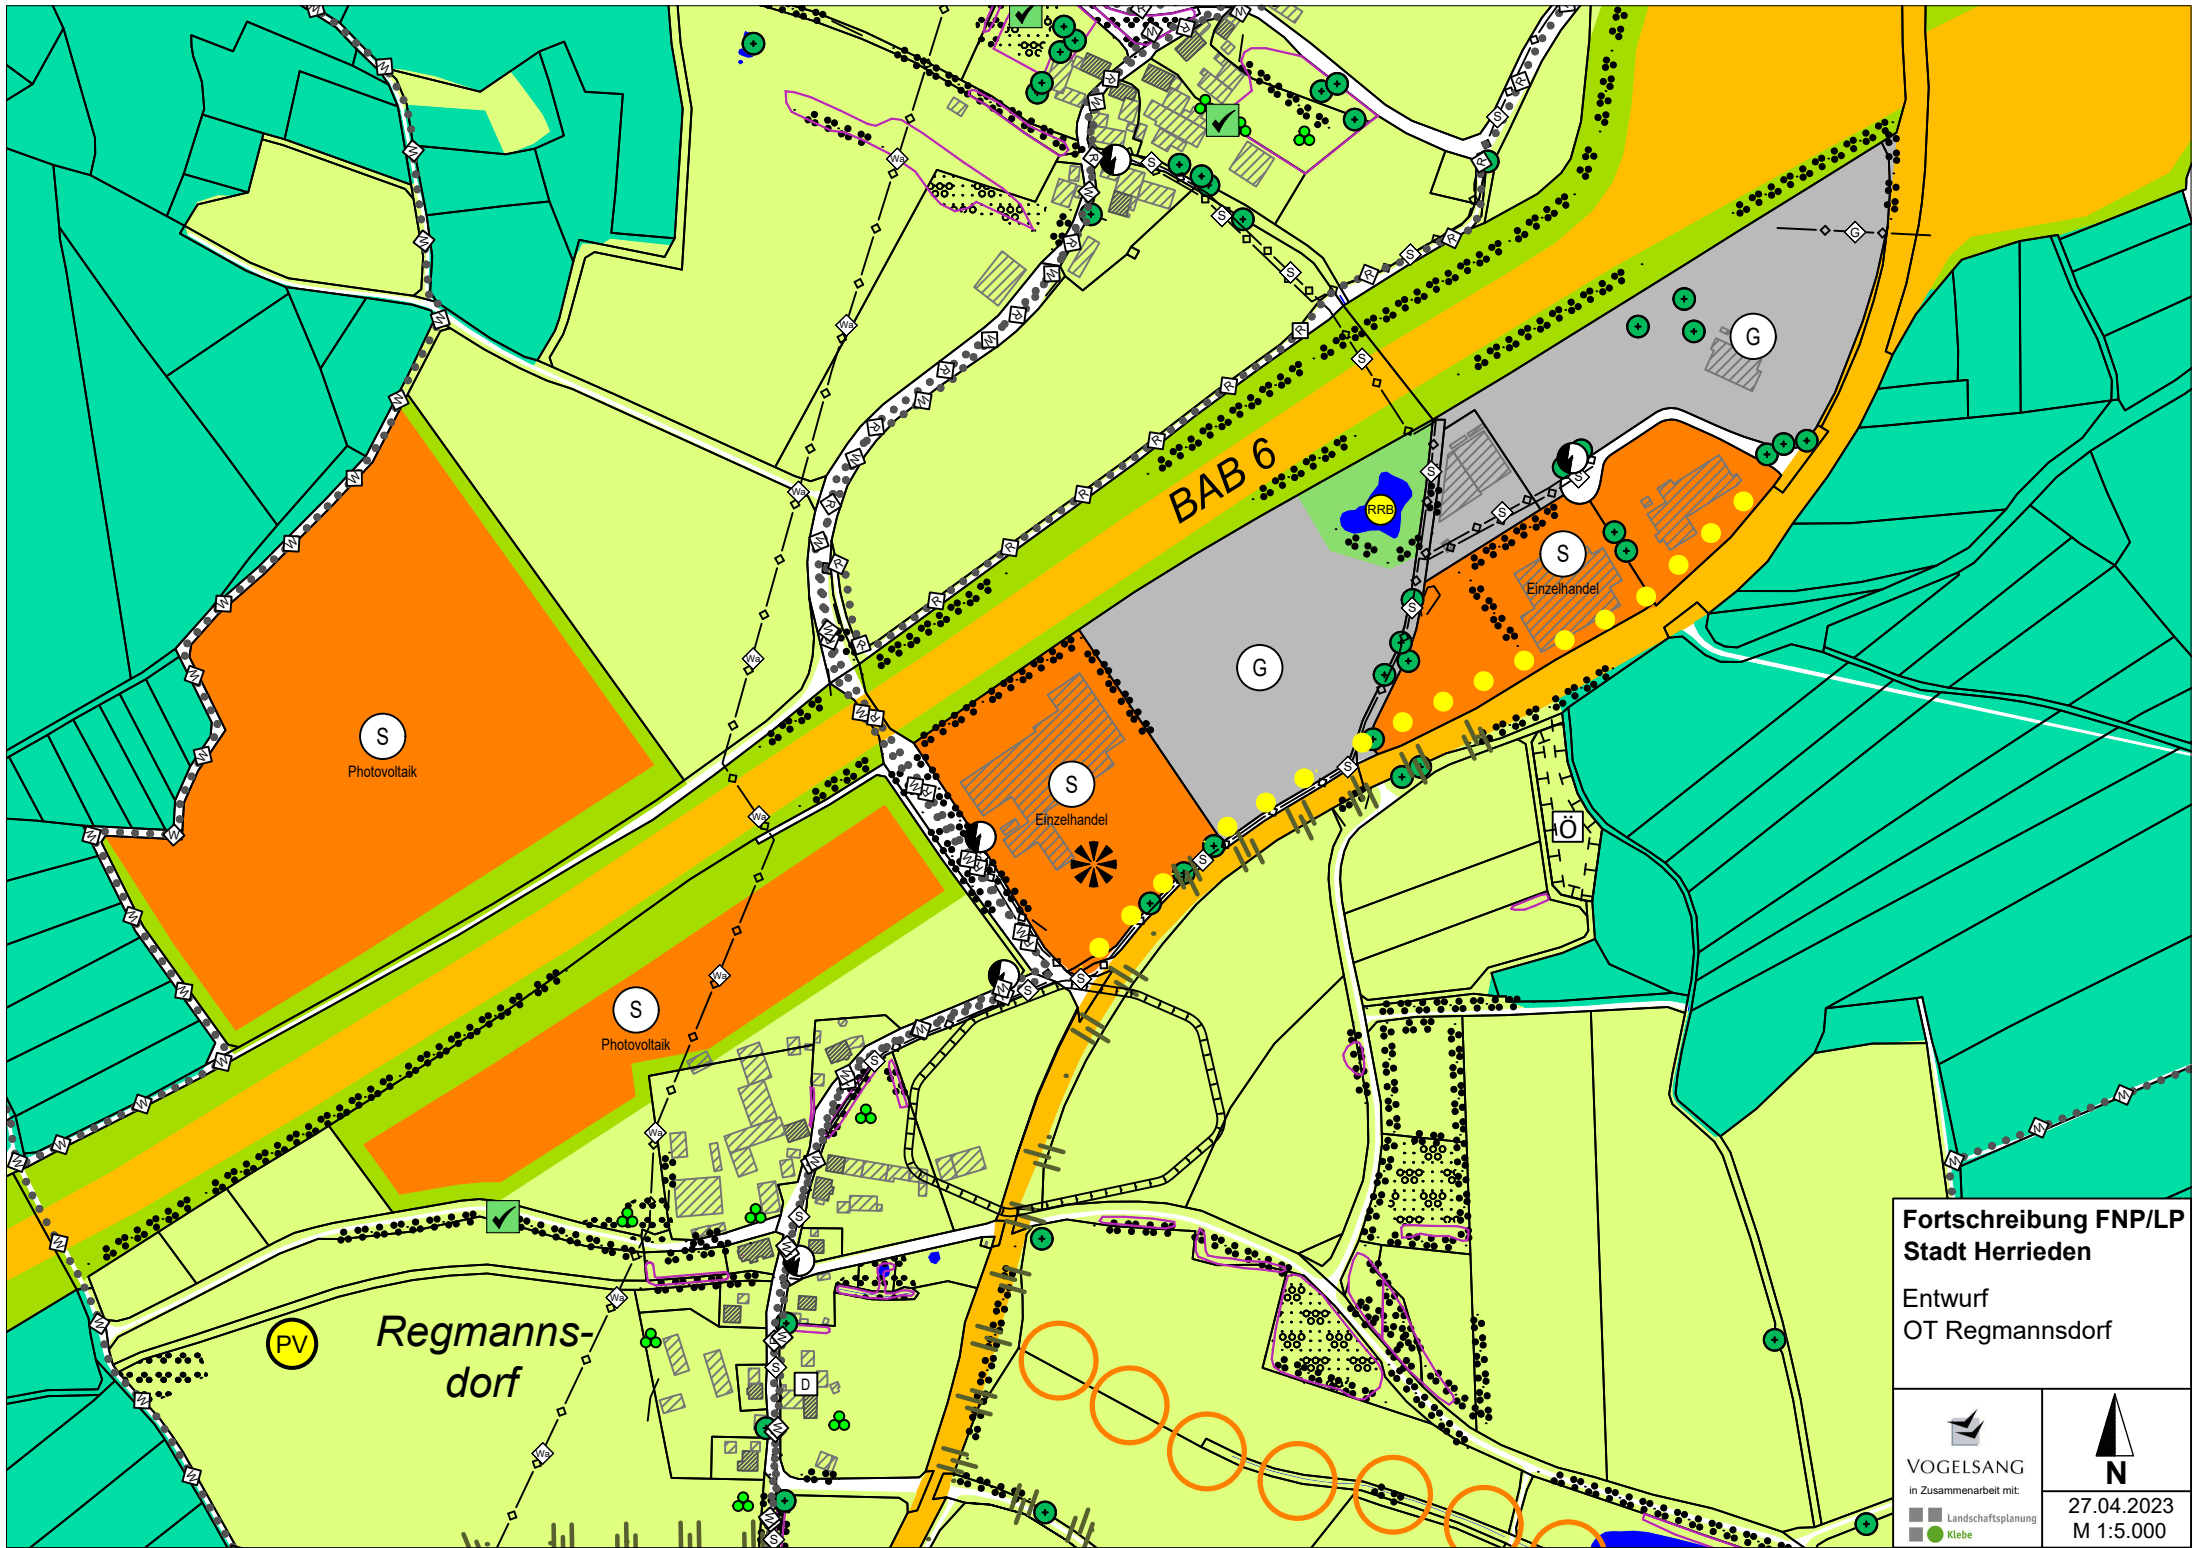 BAB 6
G
G
RRB
S
Einzelhandel
S
Photovoltaik
S
Einzelhandel
Ö
S
Photovoltaik
PV
Regmanns-
dorf
D
Fortschreibung FNP/LP
Stadt Herrieden
Entwurf
OT Regmannsdorf
VOGELSANG
in Zusammenarbeit mit:
Landschaftsplanung
Klebe
N
27.04.2023
M 1:5.000